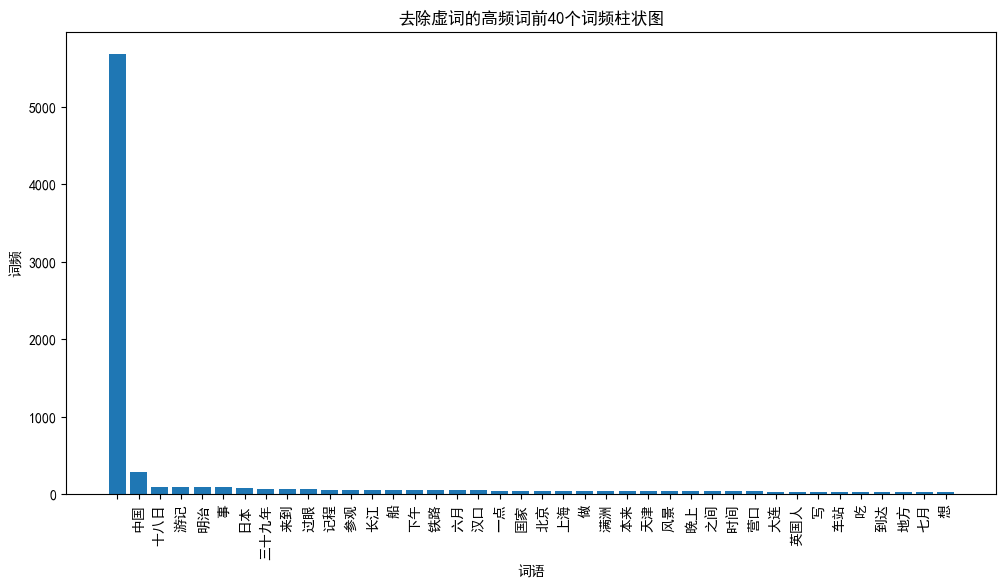 去除虚词的高频词前40个词频柱状图
词频
5000
4000
3000
2000
1000
0
中国
十八日
游记
明治
事
日本
三十九年
来到
过眼
记程
参观
长江
船
下午
铁路
六月
汉口
一点
国家
北京
上海
做
满洲
本来
天津
风景
晚上
之间
时间
营口
大连
英国人
写
车站
吃
到达
地方
七月
想
词语